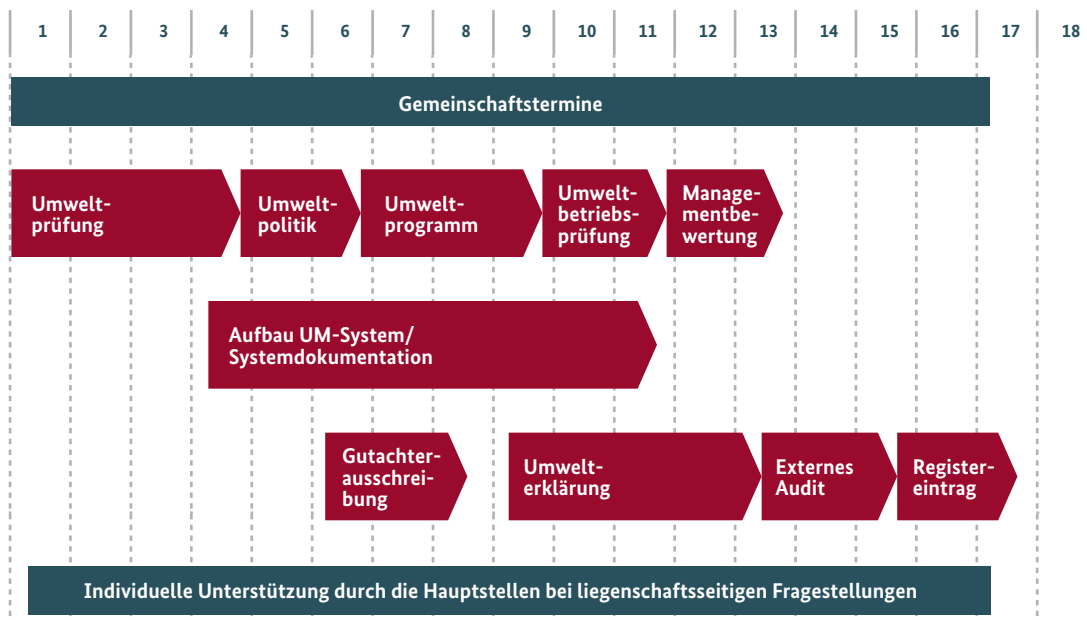 1 2 3 4 5 6 7 8 9 10 11 12 13 14 15 16 17 18
Gemeinschaftstermine
Umwelt-
prüfung
Umwelt-
politik
Umwelt-
programm
Umwelt-
betriebs-
prüfung
Manage-
mentbe-
wertung
Aufbau UM-System/
Systemdokumentation
Gutachter-
ausschrei-
bung
Umwelt-
erklärung
Externes
Audit
Register-
eintrag
Individuelle Unterstützung durch die Hauptstellen bei liegenschaftsseitigen Fragestellungen